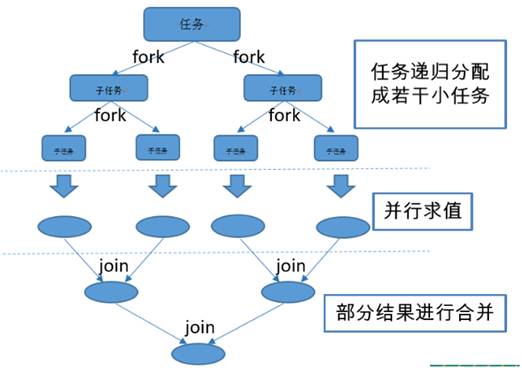 任务
fork
fork
子任务
子任务
任务递归分配
成若干小任务
fork
fork
子任务
子任务
子任务
子任务
并行求值
join
join
部分结果进行合并
join